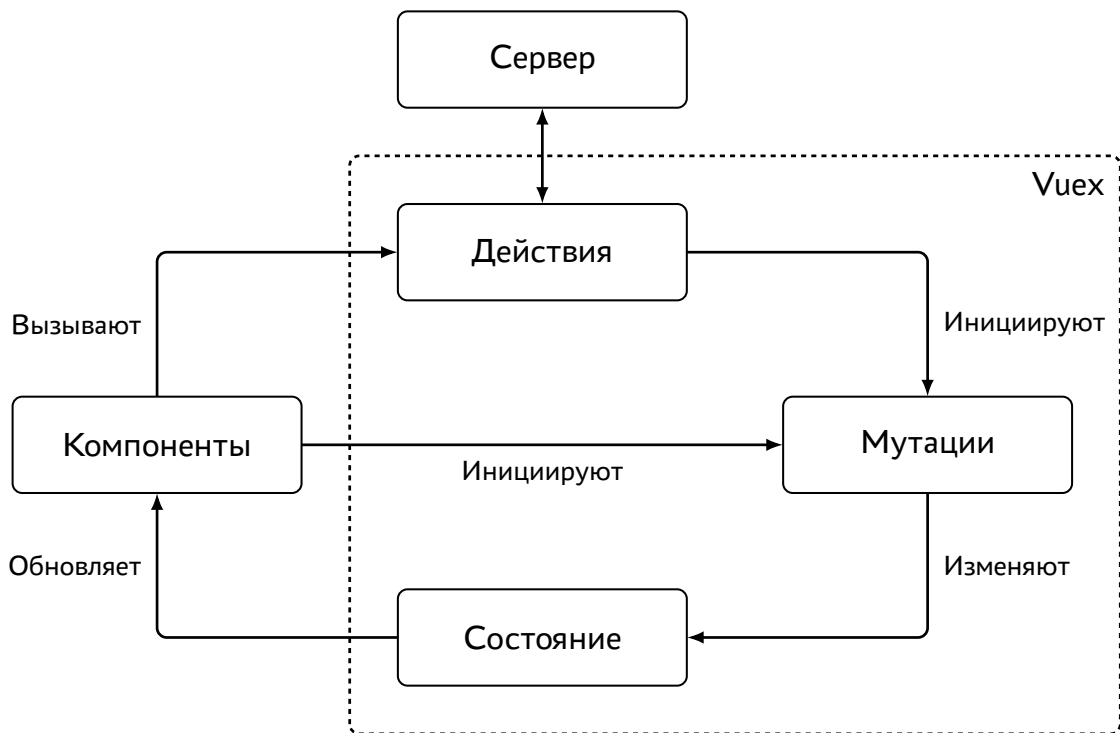 Сервер
Vuex
Действия
Вызывают
Инициируют
Компоненты
Мутации
Инициируют
Обновляет
Изменяют
Состояние